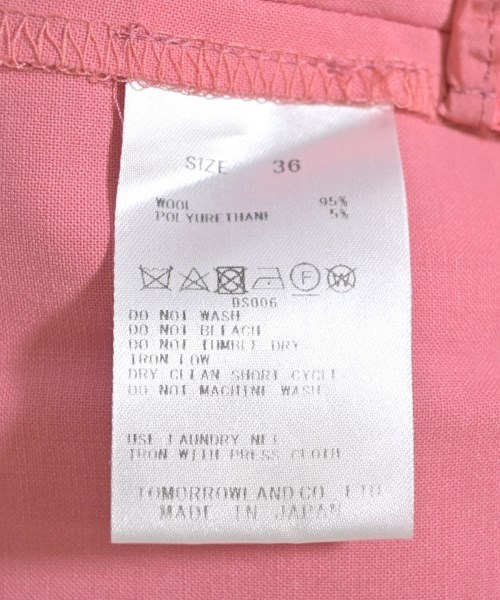 SIZE 36
WOOL 95%
POLYURETHANE 5%
F W
DS006
DO NOT WASH
DO NOT BLEACH
DO NOT TUMBLE DRY
IRON LOW
DRY CLEAN SHORT CYCLE
DO NOT MACHINE WASH
USE LAUNDRY NET
IRON WITH PRESS CLOTH
TOMORROWLAND CO. LTD
MADE IN JAPAN